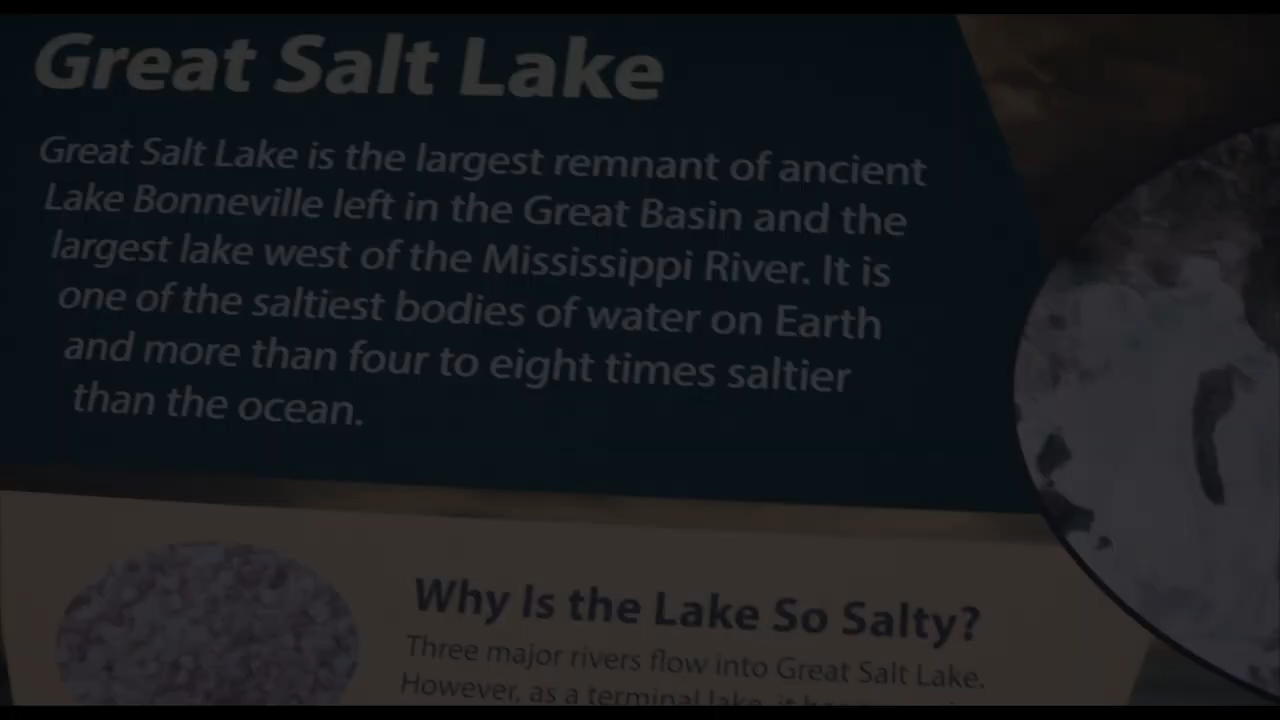 Great Salt Lake
Great Salt Lake is the largest remnant of ancient
Lake Bonneville left in the Great Basin and the
largest lake west of the Mississippi River. It is
one of the saltiest bodies of water on Earth
and more than four to eight times saltier
than the ocean.
Why Is the Lake So Salty?
Three major rivers flow into Great Salt Lake.
However, as a terminal lake, it